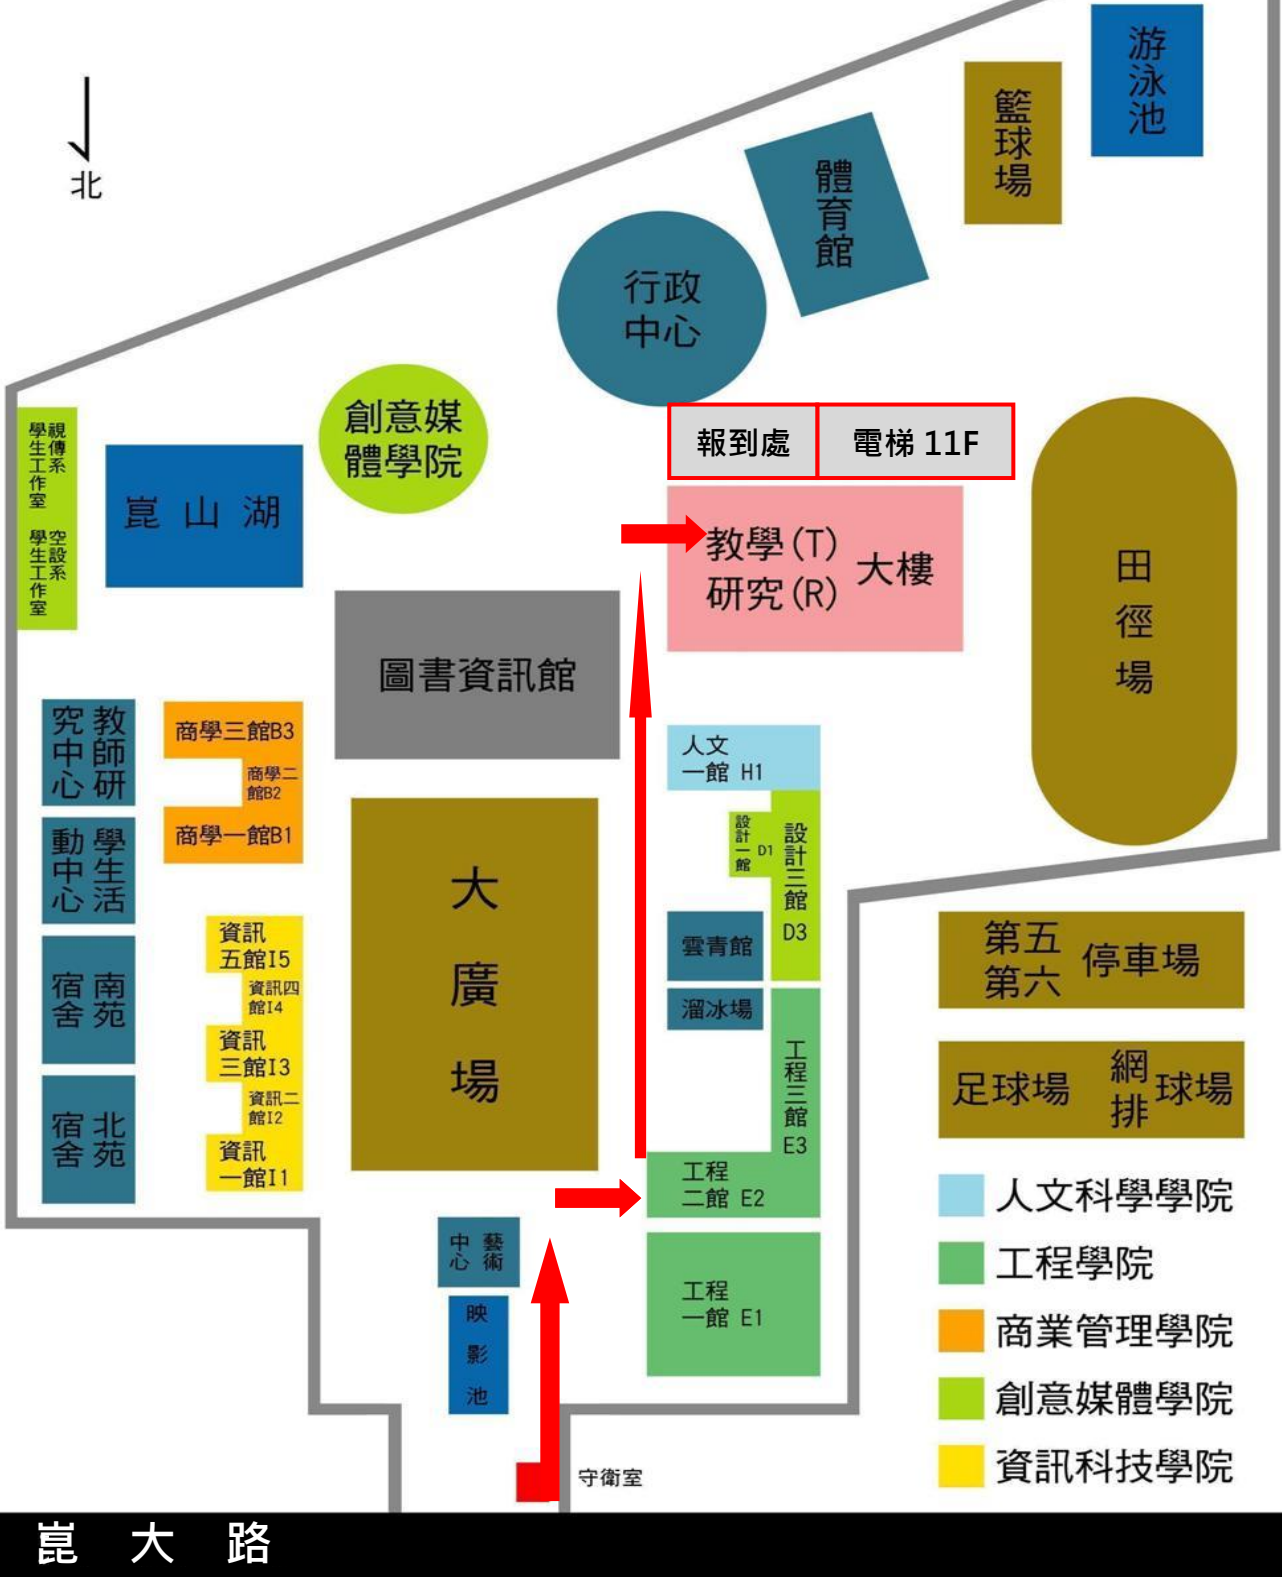 游泳池
籃球場
北
體育館
行政
中心
創意媒
體學院
報到處
電梯 11F
視傳系
學生工作室
空設系
學生工作室
崑山湖
教學(T)
研究(R)
大樓
田徑場
圖書資訊館
教師研
究中心
商學三館B3
商學二
館B2
商學一館B1
人文
一館 H1
設計一館 D1
設計三館 D3
學生活
動中心
大廣場
雲青館
溜冰場
第五
第六
停車場
資訊
五館I5
資訊四
館I4
資訊
三館I3
資訊二
館I2
資訊
一館I1
南苑
宿舍
北苑
宿舍
工程三館 E3
足球場
網
排
球場
工程
二館 E2
工程
一館 E1
藝術
中心
映影池
人文科學學院
工程學院
商業管理學院
創意媒體學院
資訊科技學院
守衛室
崑大路